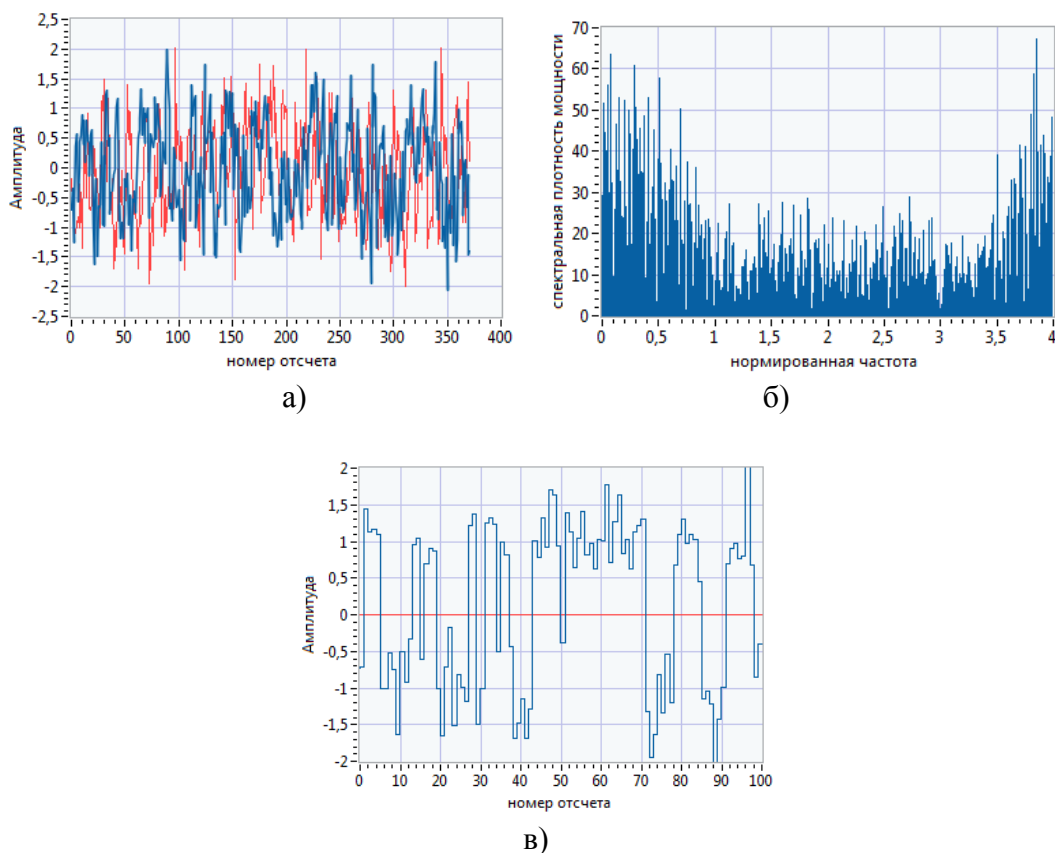 Амплитуда
2,5
2
1,5
1
0,5
0
-0,5
-1
-1,5
-2
-2,5
0 50 100 150 200 250 300 350 400
номер отсчета
а)
спектральная плотность мощности
70
60
50
40
30
20
10
0
0 0,5 1 1,5 2 2,5 3 3,5 4
нормированная частота
б)
Амплитуда
2
1,5
1
0,5
0
-0,5
-1
-1,5
-2
0 10 20 30 40 50 60 70 80 90 100
номер отсчета
в)